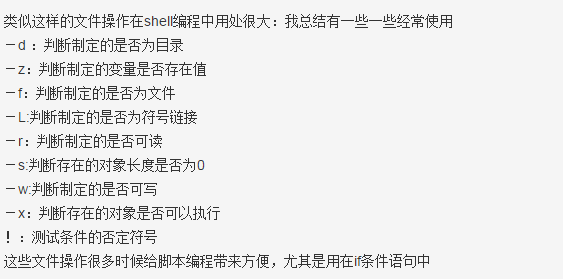 类似这样的文件操作在shell编程中用处很大：我总结有一些一些经常使用
－d ：判断制定的是否为目录
－z：判断制定的变量是否存在值
－f：判断制定的是否为文件
－L:判断制定的是否为符号链接
－r：判断制定的是否可读
－s:判断存在的对象长度是否为0
－w:判断制定的是否可写
－x：判断存在的对象是否可以执行
！：测试条件的否定符号
这些文件操作很多时候给脚本编程带来方便，尤其是用在if条件语句中